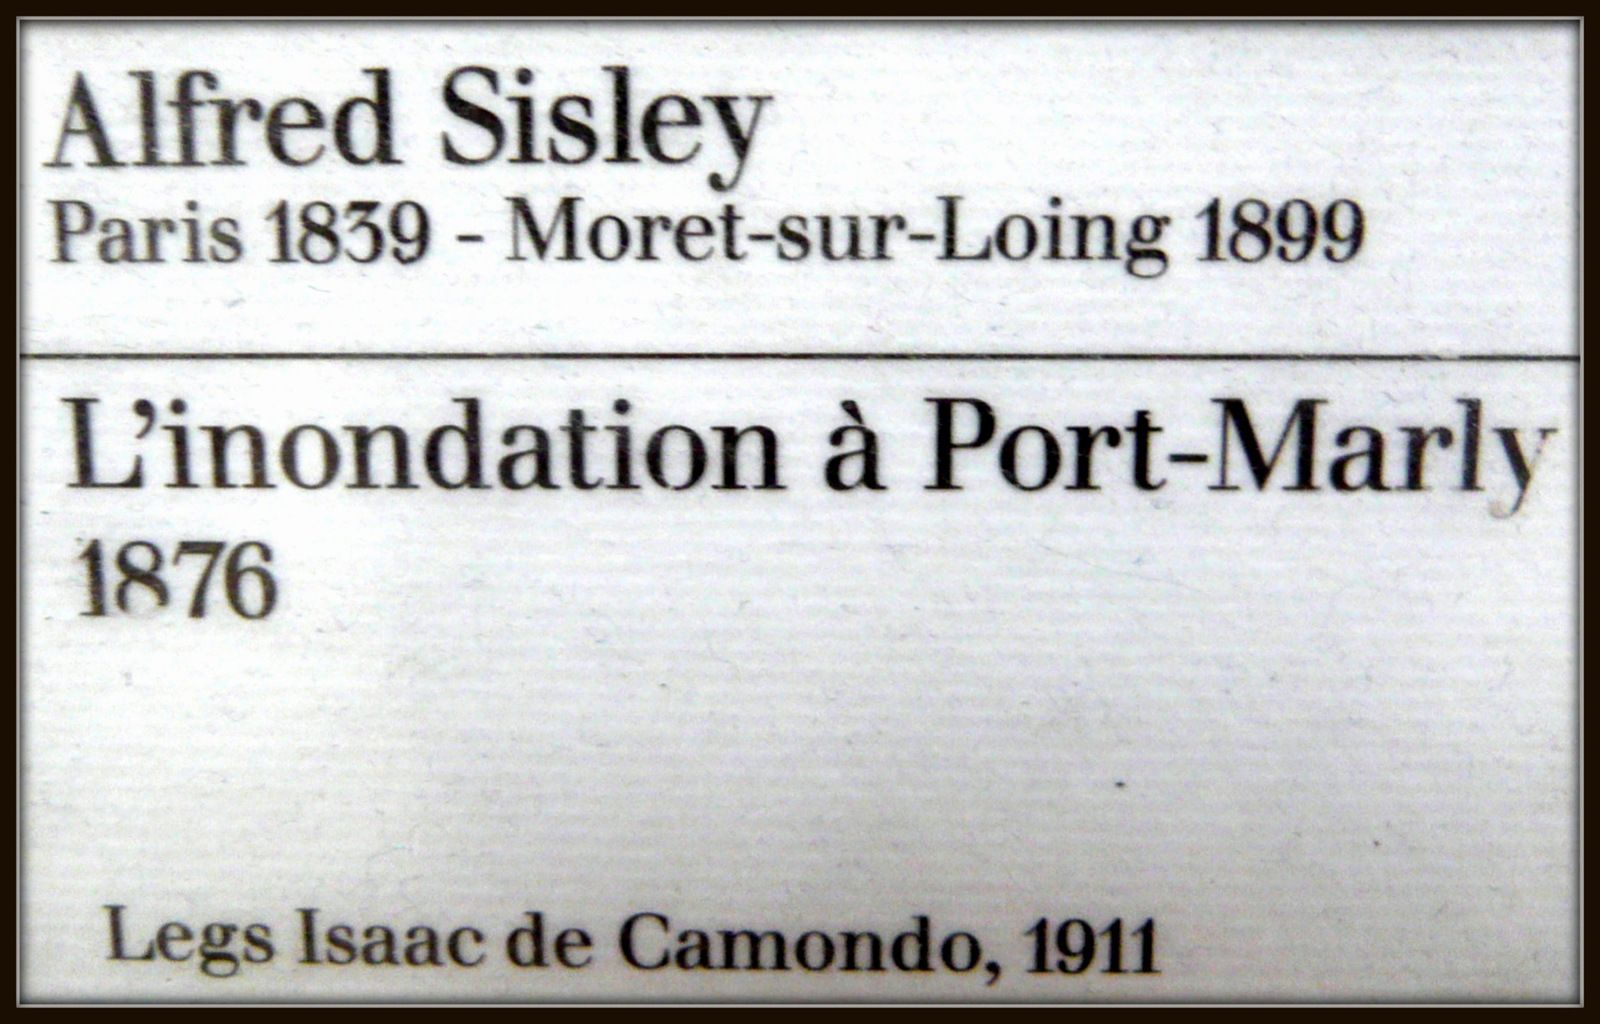 Alfred Sisley
Paris 1839 - Moret-sur-Loing 1899
L'inondation à Port-Marly
1876
Legs Isaac de Camondo, 1911